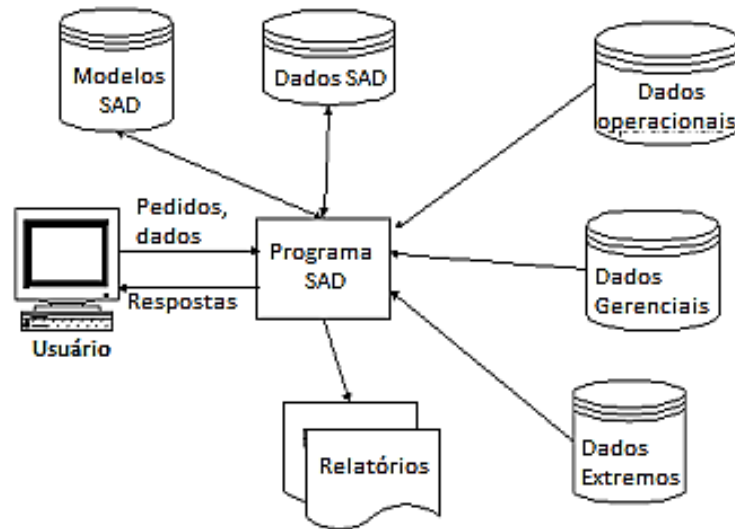 Modelos
SAD
Dados SAD
Dados
operacionais
Pedidos,
dados
Programa
SAD
Respostas
Usuário
Dados
Gerenciais
Relatórios
Dados
Extremos